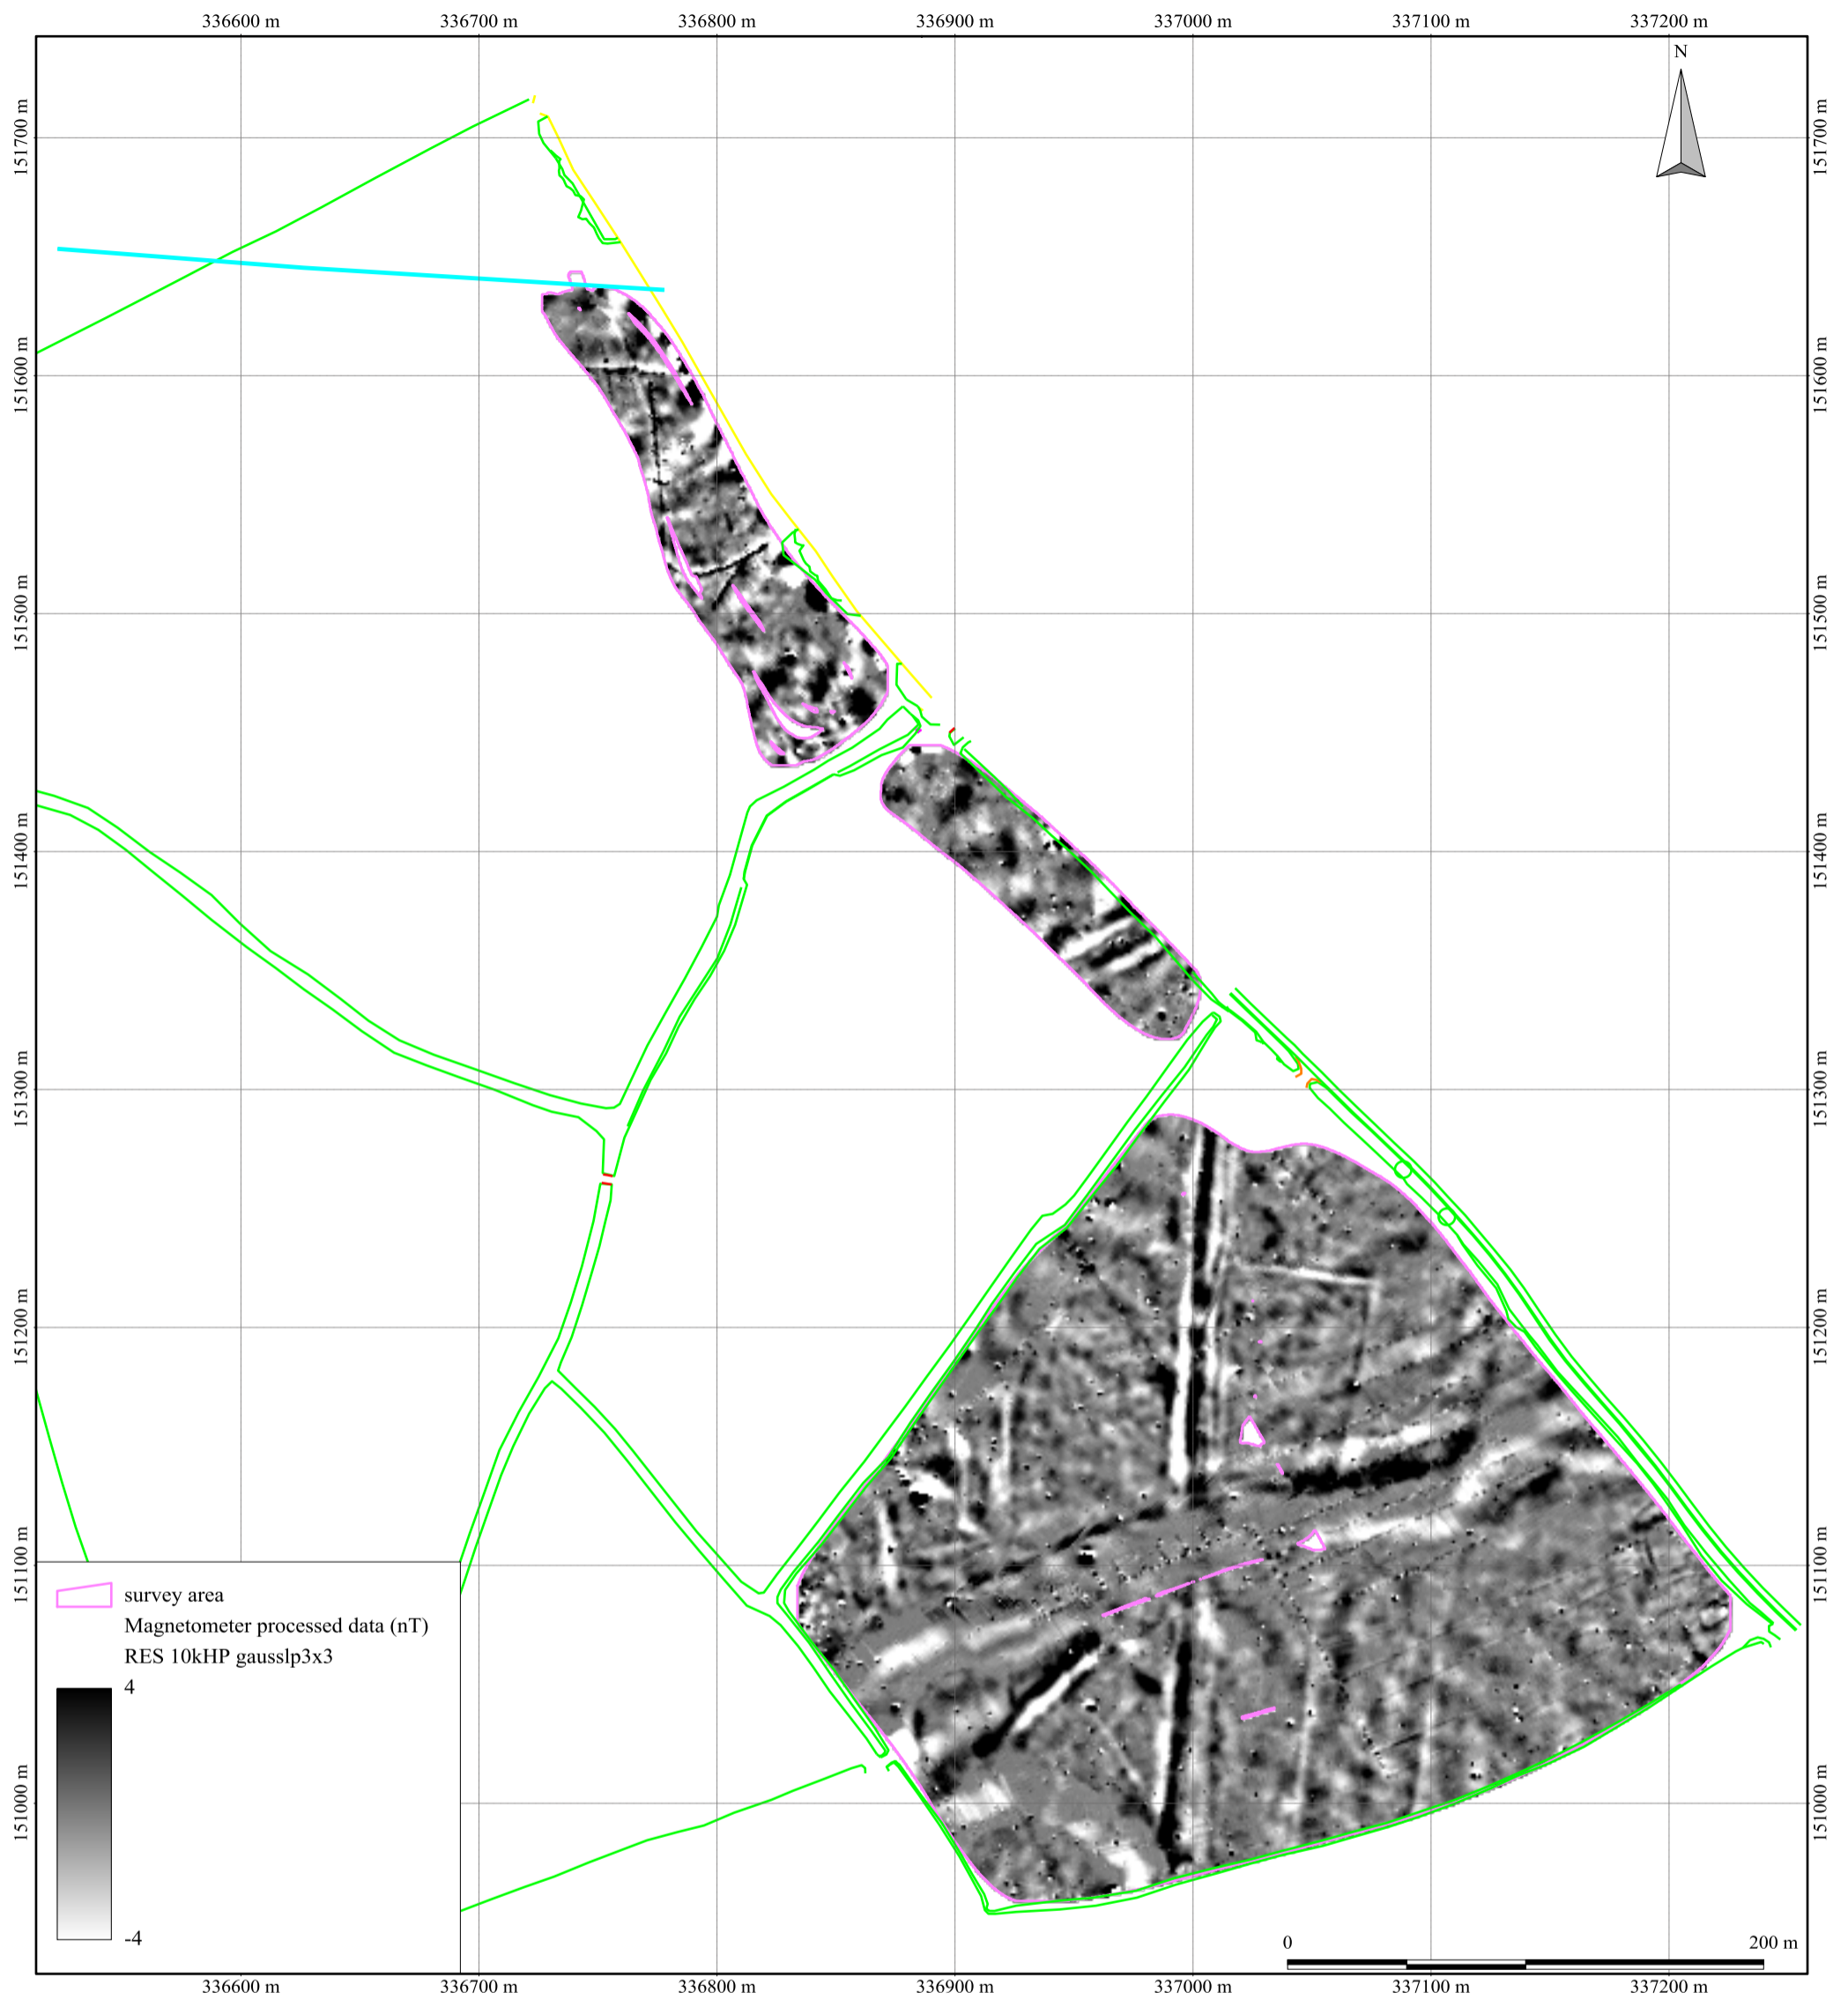 336600 m 336700 m 336800 m 336900 m 337000 m 337100 m 337200 m
N
151700 m 151700 m
151600 m 151600 m
151500 m 151500 m
151400 m 151400 m
151300 m 151300 m
151200 m 151200 m
151100 m 151100 m
survey area
Magnetometer processed data (nT)
RES 10kHP gausslp3x3
4
151000 m 151000 m
-4
0 200 m
336600 m 336700 m 336800 m 336900 m 337000 m 337100 m 337200 m